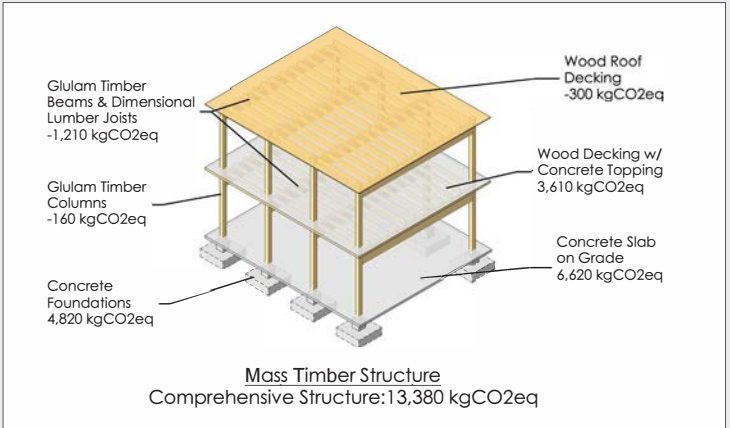 Glulam Timber
Beams & Dimensional
Lumber Joists
-1,210 kgCO2eq
Glulam Timber
Columns
-160 kgCO2eq
Concrete
Foundations
4,820 kgCO2eq
Wood Roof
Decking
-300 kgCO2eq
Wood Decking w/
Concrete Topping
3,610 kgCO2eq
Concrete Slab
on Grade
6,620 kgCO2eq
Mass Timber Structure
Comprehensive Structure:13,380 kgCO2eq